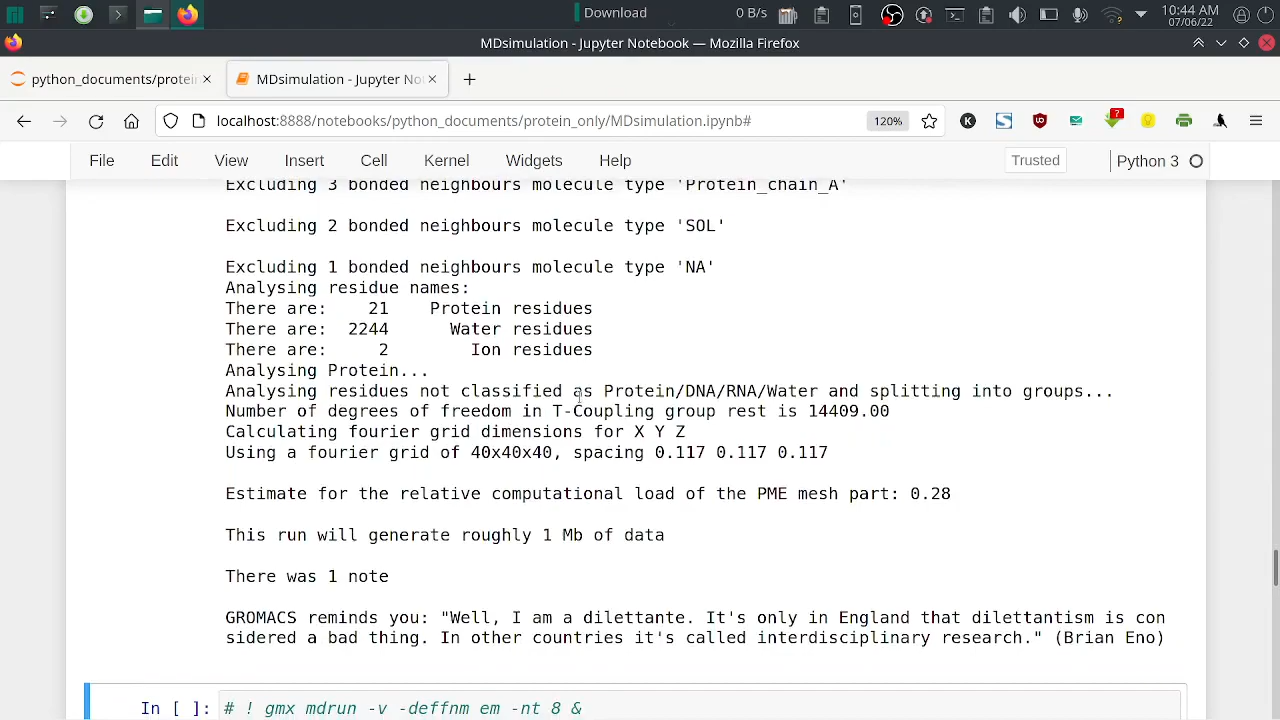 Download
0 B/s
10:44 AM
07/06/22
MDsimulation - Jupyter Notebook — Mozilla Firefox
python_documents/protei
MDsimulation - Jupyter No
localhost:8888/notebooks/python_documents/protein_only/MDsimulation.ipynb#
120%
File Edit View Insert Cell Kernel Widgets Help
Trusted
Python 3
Excluding 3 bonded neighbours molecule type 'Protein_chain_A'
Excluding 2 bonded neighbours molecule type 'SOL'
Excluding 1 bonded neighbours molecule type 'NA'
Analysing residue names:
There are: 21 Protein residues
There are: 2244 Water residues
There are: 2 Ion residues
Analysing Protein...
Analysing residues not classified as Protein/DNA/RNA/Water and splitting into groups...
Number of degrees of freedom in T-Coupling group rest is 14409.00
Calculating fourier grid dimensions for X Y Z
Using a fourier grid of 40x40x40, spacing 0.117 0.117 0.117
Estimate for the relative computational load of the PME mesh part: 0.28
This run will generate roughly 1 Mb of data
There was 1 note
GROMACS reminds you: "Well, I am a dilettante. It's only in England that dilettantism is con
sidered a bad thing. In other countries it's called interdisciplinary research." (Brian Eno)
In [ ]: # ! gmx mdrun -v -deffnm em -nt 8 &